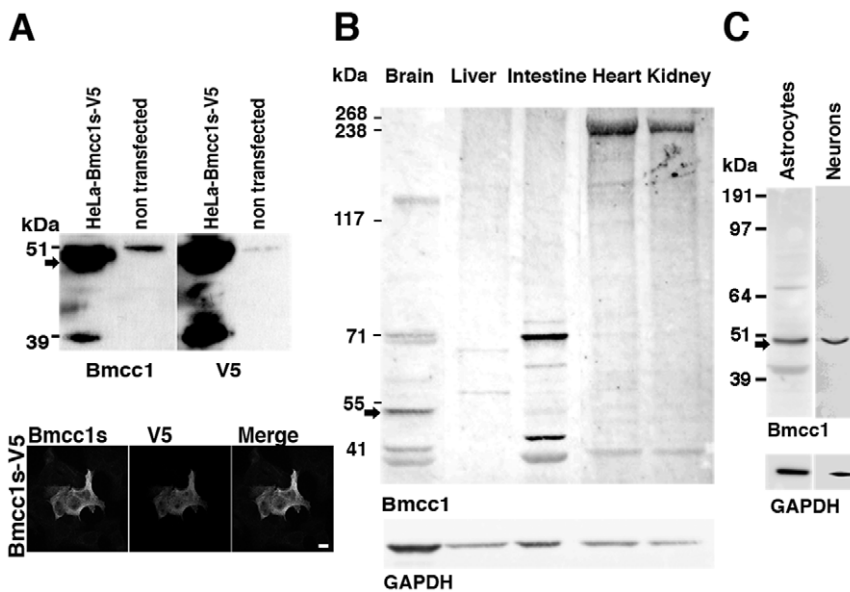 A
HeLa-Bmcc1s-V5
non transfected
HeLa-Bmcc1s-V5
non transfected
kDa
51
39
Bmcc1 V5
Bmcc1s V5 Merge
Bmcc1s-V5
B
kDa Brain Liver Intestine Heart Kidney
268
238
117
71
55
41
Bmcc1
GAPDH
C
Astrocytes
Neurons
kDa
191
97
64
51
39
Bmcc1
GAPDH